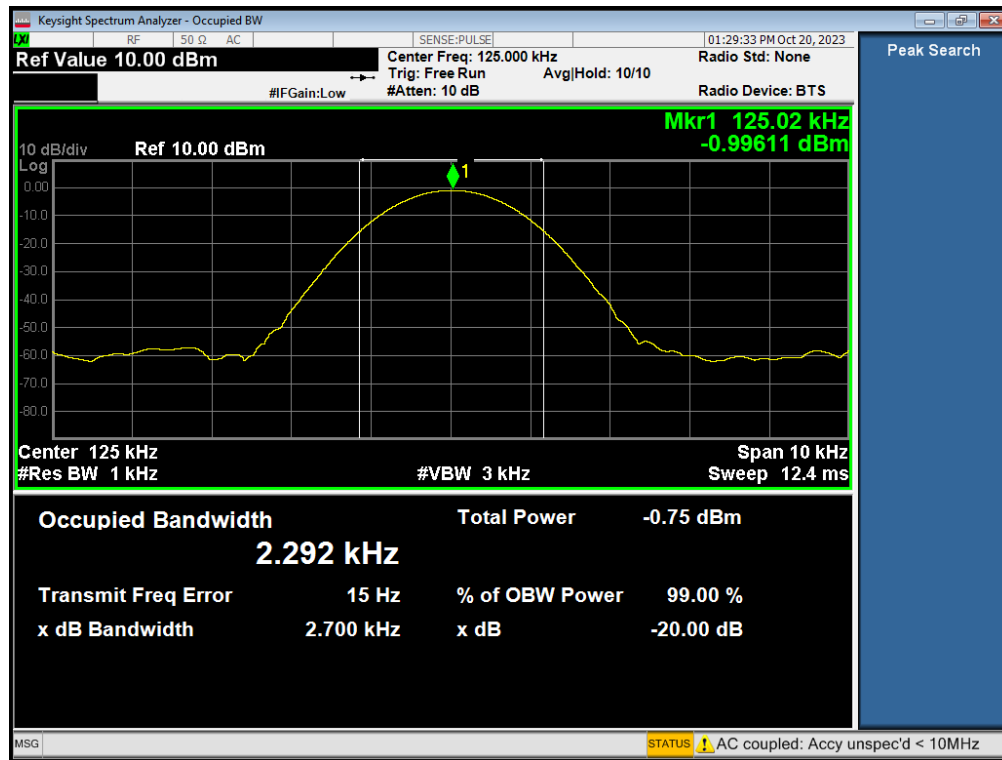 Keysight Spectrum Analyzer - Occupied BW
LXI RF 50 Ω AC SENSE:PULSE 01:29:33 PM Oct 20, 2023
Ref Value 10.00 dBm
Center Freq: 125.000 kHz
Radio Std: None
Trig: Free Run Avg|Hold: 10/10
#IFGain:Low #Atten: 10 dB Radio Device: BTS
Peak Search
Mkr1 125.02 kHz
-0.99611 dBm
10 dB/div Ref 10.00 dBm
Log
1
0.00
-10.0
-20.0
-30.0
-40.0
-50.0
-60.0
-70.0
-80.0
Center 125 kHz Span 10 kHz
#Res BW 1 kHz #VBW 3 kHz Sweep 12.4 ms
Occupied Bandwidth Total Power -0.75 dBm
2.292 kHz
Transmit Freq Error 15 Hz % of OBW Power 99.00 %
x dB Bandwidth 2.700 kHz x dB -20.00 dB
MSG STATUS AC coupled: Accy unspec'd < 10MHz